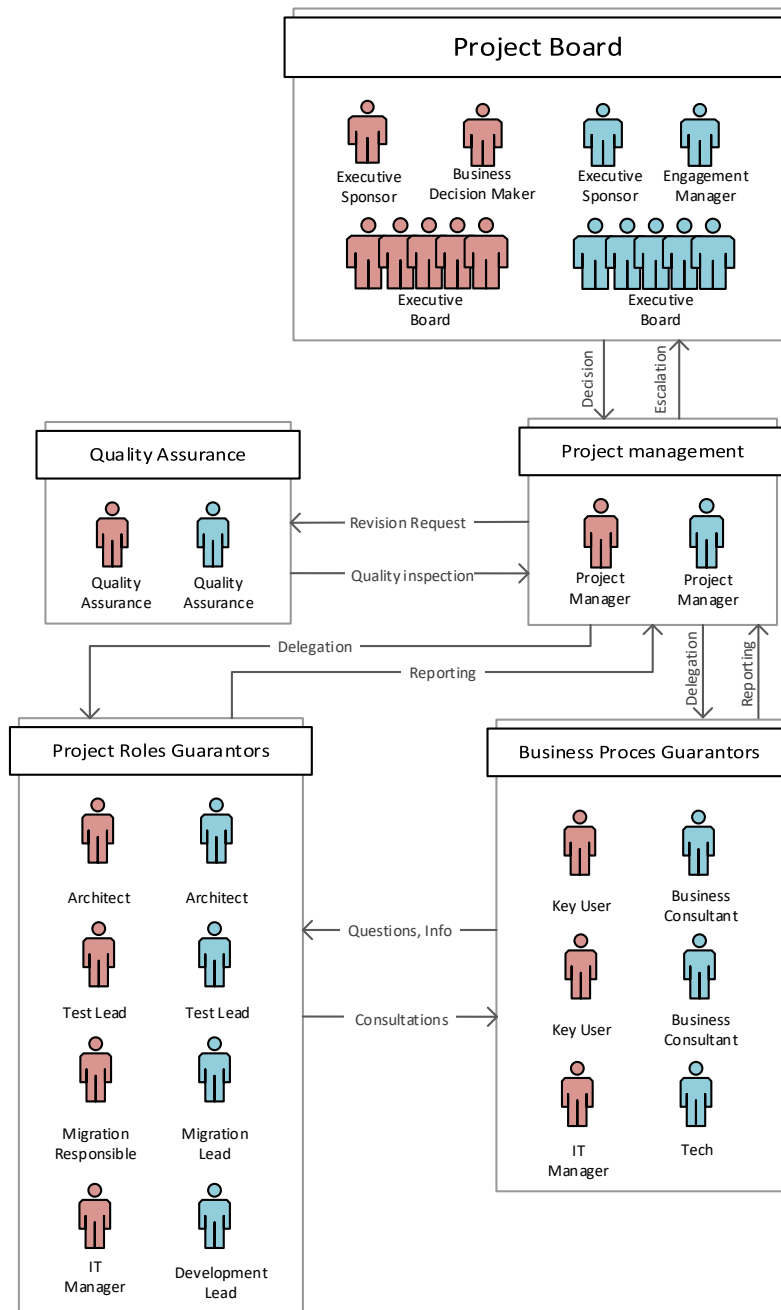 Project Board
Executive
Sponsor
Business
Decision Maker
Executive
Sponsor
Engagement
Manager
Executive
Board
Executive
Board
Decision
Escalation
Quality Assurance
Project management
Quality
Assurance
Quality
Assurance
Revision Request
Quality inspection
Project
Manager
Project
Manager
Delegation
Reporting
Delegation
Reporting
Project Roles Guarantors
Business Proces Guarantors
Architect
Architect
Key User
Business
Consultant
Questions, Info
Test Lead
Test Lead
Consultations
Key User
Business
Consultant
Migration
Responsible
Migration
Lead
IT
Manager
Tech
IT
Manager
Development
Lead